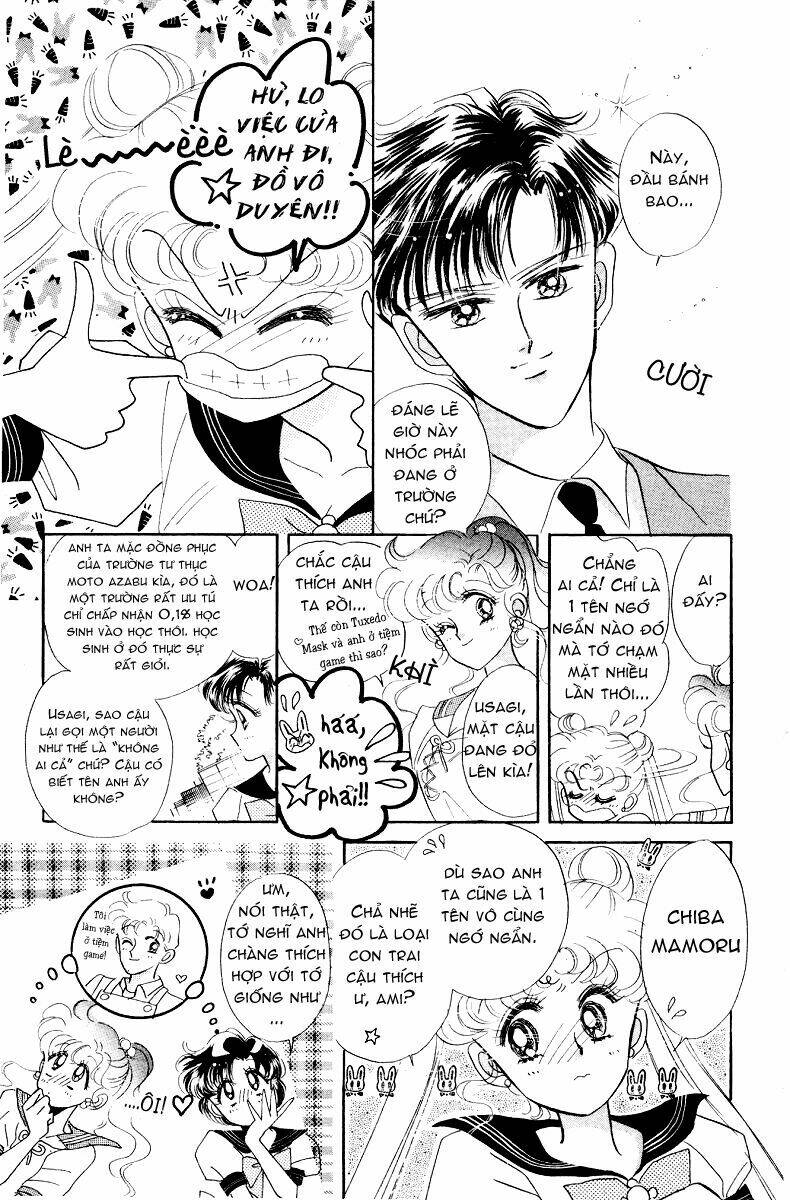 NÀY,
ĐẦU BÁNH
BAO...
CƯỜI
ĐÁNG LẼ
GIỜ NÀY
NHÓC PHẢI
ĐANG Ở
TRƯỜNG
CHỨ?
HỨ, LO
VIỆC CỦA
ANH ĐI,
ĐỒ VÔ
DUYÊN!!
Lè~~~èèè
AI
ĐẤY?
CHẲNG
AI CẢ! CHỈ LÀ
1 TÊN NGỚ
NGẨN NÀO ĐÓ
MÀ TỚ CHẠM
MẶT NHIỀU
LẦN THÔI...
CHẮC CẬU
THÍCH ANH
TA RỒI...
Thế còn Tuxedo
Mask và anh ở tiệm
game thì sao?
KHÌ
USAGI,
MẶT CẬU
ĐANG ĐỎ
LÊN KÌA!
hấả,
Không
phải!!
WOA!
ANH TA MẶC ĐỒNG PHỤC
CỦA TRƯỜNG TƯ THỤC
MOTO AZABU KÌA, ĐÓ LÀ
MỘT TRƯỜNG RẤT ƯU TÚ
CHỈ CHẤP NHẬN 0,1% HỌC
SINH VÀO HỌC THÔI. HỌC
SINH Ở ĐÓ THỰC SỰ
RẤT GIỎI.
USAGI, SAO CẬU
LẠI GỌI MỘT NGƯỜI
NHƯ THẾ LÀ "KHÔNG
AI CẢ" CHỨ? CẬU CÓ
BIẾT TÊN ANH ẤY
KHÔNG?
CHIBA
MAMORU
DÙ SAO ANH
TA CŨNG LÀ 1
TÊN VÔ CÙNG
NGỚ NGẨN.
CHẢ NHẼ
ĐÓ LÀ LOẠI
CON TRAI
CẬU THÍCH
Ư, AMI?
ƯM,
NÓI THẬT,
TỚ NGHĨ ANH
CHÀNG THÍCH
HỢP VỚI TỚ
GIỐNG NHƯ
...
Tôi
làm việc
ở tiệm
game!
....ÔI!